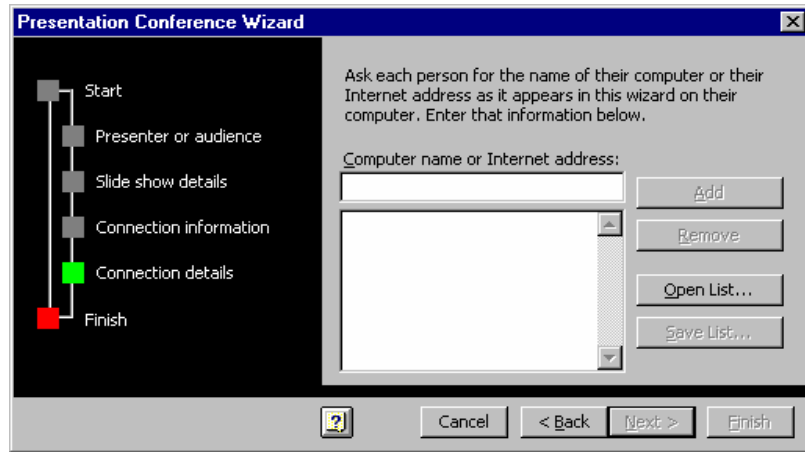 Presentation Conference Wizard
Start
Presenter or audience
Slide show details
Connection information
Connection details
Finish
Ask each person for the name of their computer or their
Internet address as it appears in this wizard on their
computer. Enter that information below.
Computer name or Internet address:
Add
Remove
Open List...
Save List...
Cancel
< Back
Next >
Finish